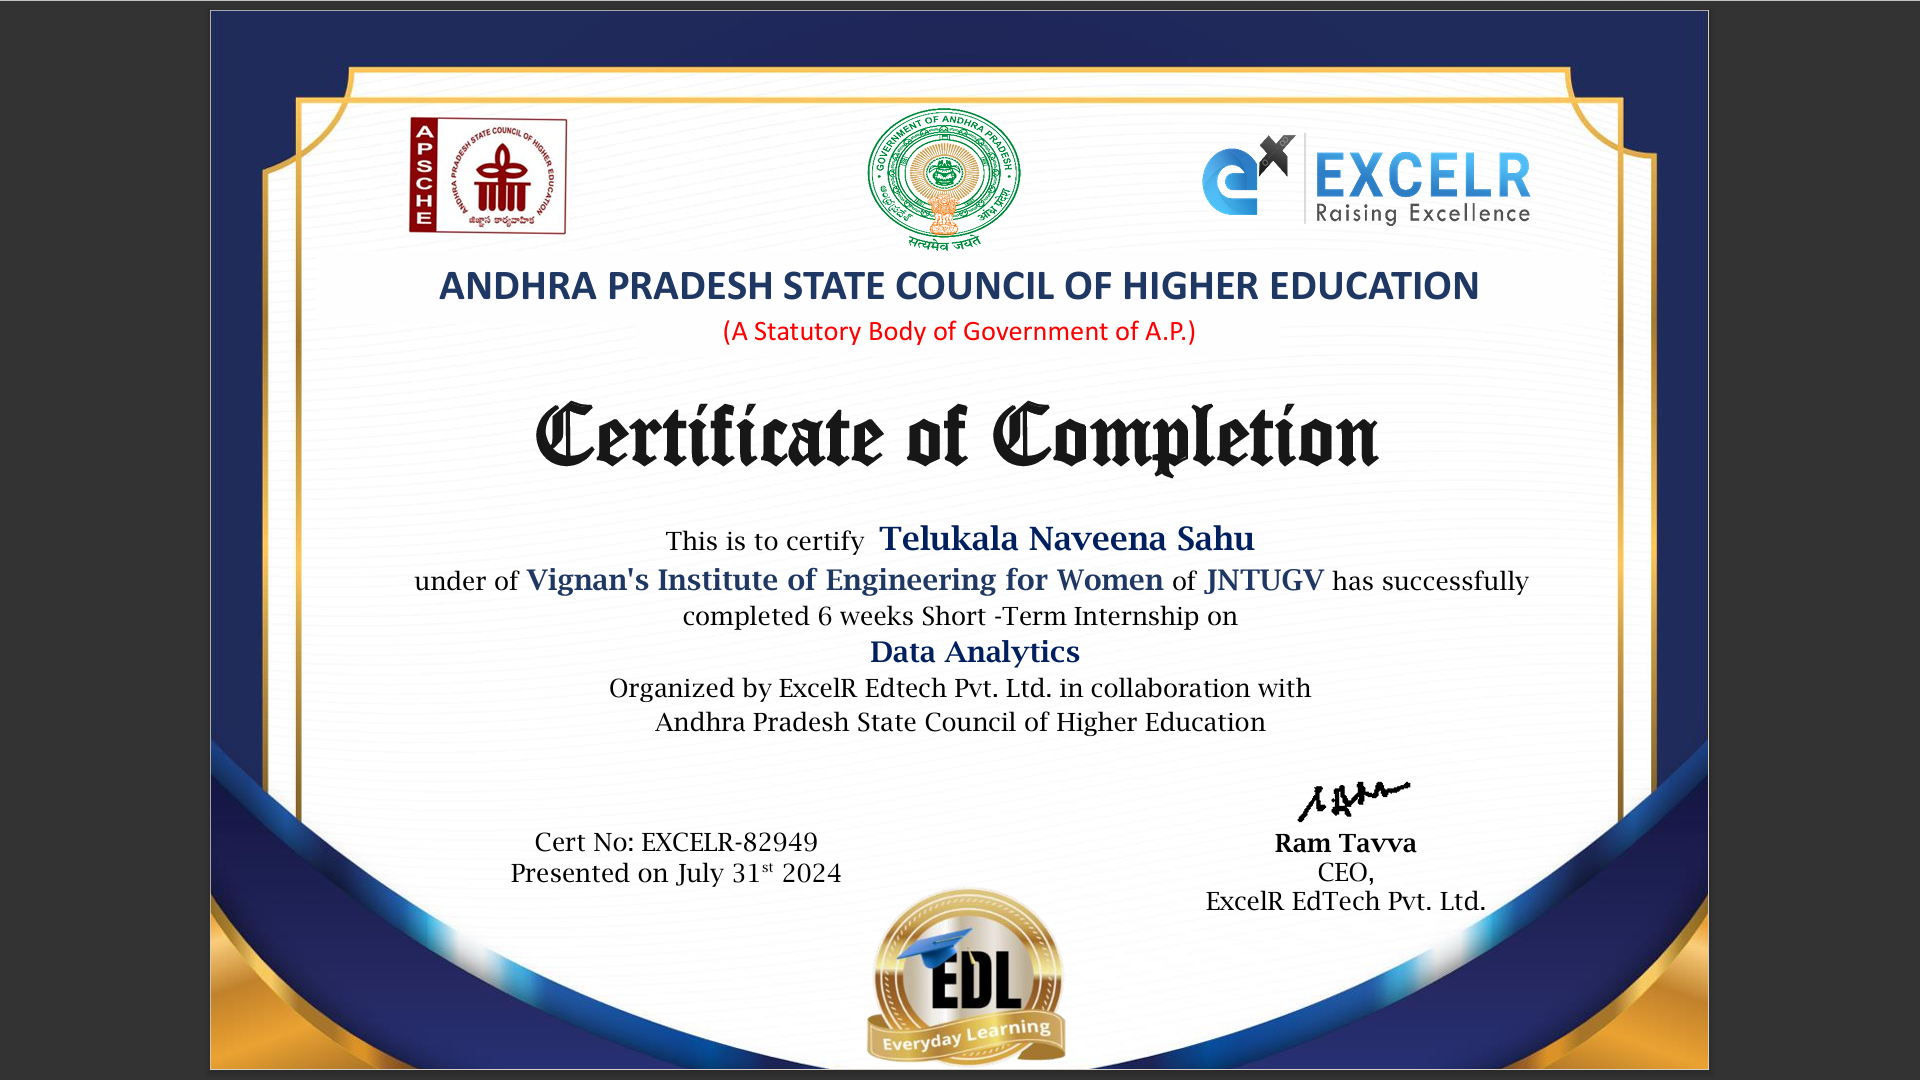 APSCHE
ANDHRA PRADESH STATE COUNCIL OF HIGHER EDUCATION
GOVERNMENT OF ANDHRA PRADESH
ఆంధ్రప్రదేశ్
आंध्र प्रदेश
सत्यमेव जयते
ex
EXCELR
Raising Excellence
ANDHRA PRADESH STATE COUNCIL OF HIGHER EDUCATION
(A Statutory Body of Government of A.P.)
Certificate of Completion
This is to certify Telukala Naveena Sahu
under of Vignan's Institute of Engineering for Women of JNTUGV has successfully
completed 6 weeks Short -Term Internship on
Data Analytics
Organized by ExcelR Edtech Pvt. Ltd. in collaboration with
Andhra Pradesh State Council of Higher Education
Cert No: EXCELR-82949
Presented on July 31st 2024
Ram Tavva
CEO,
ExcelR EdTech Pvt. Ltd.
EDL
Everyday Learning